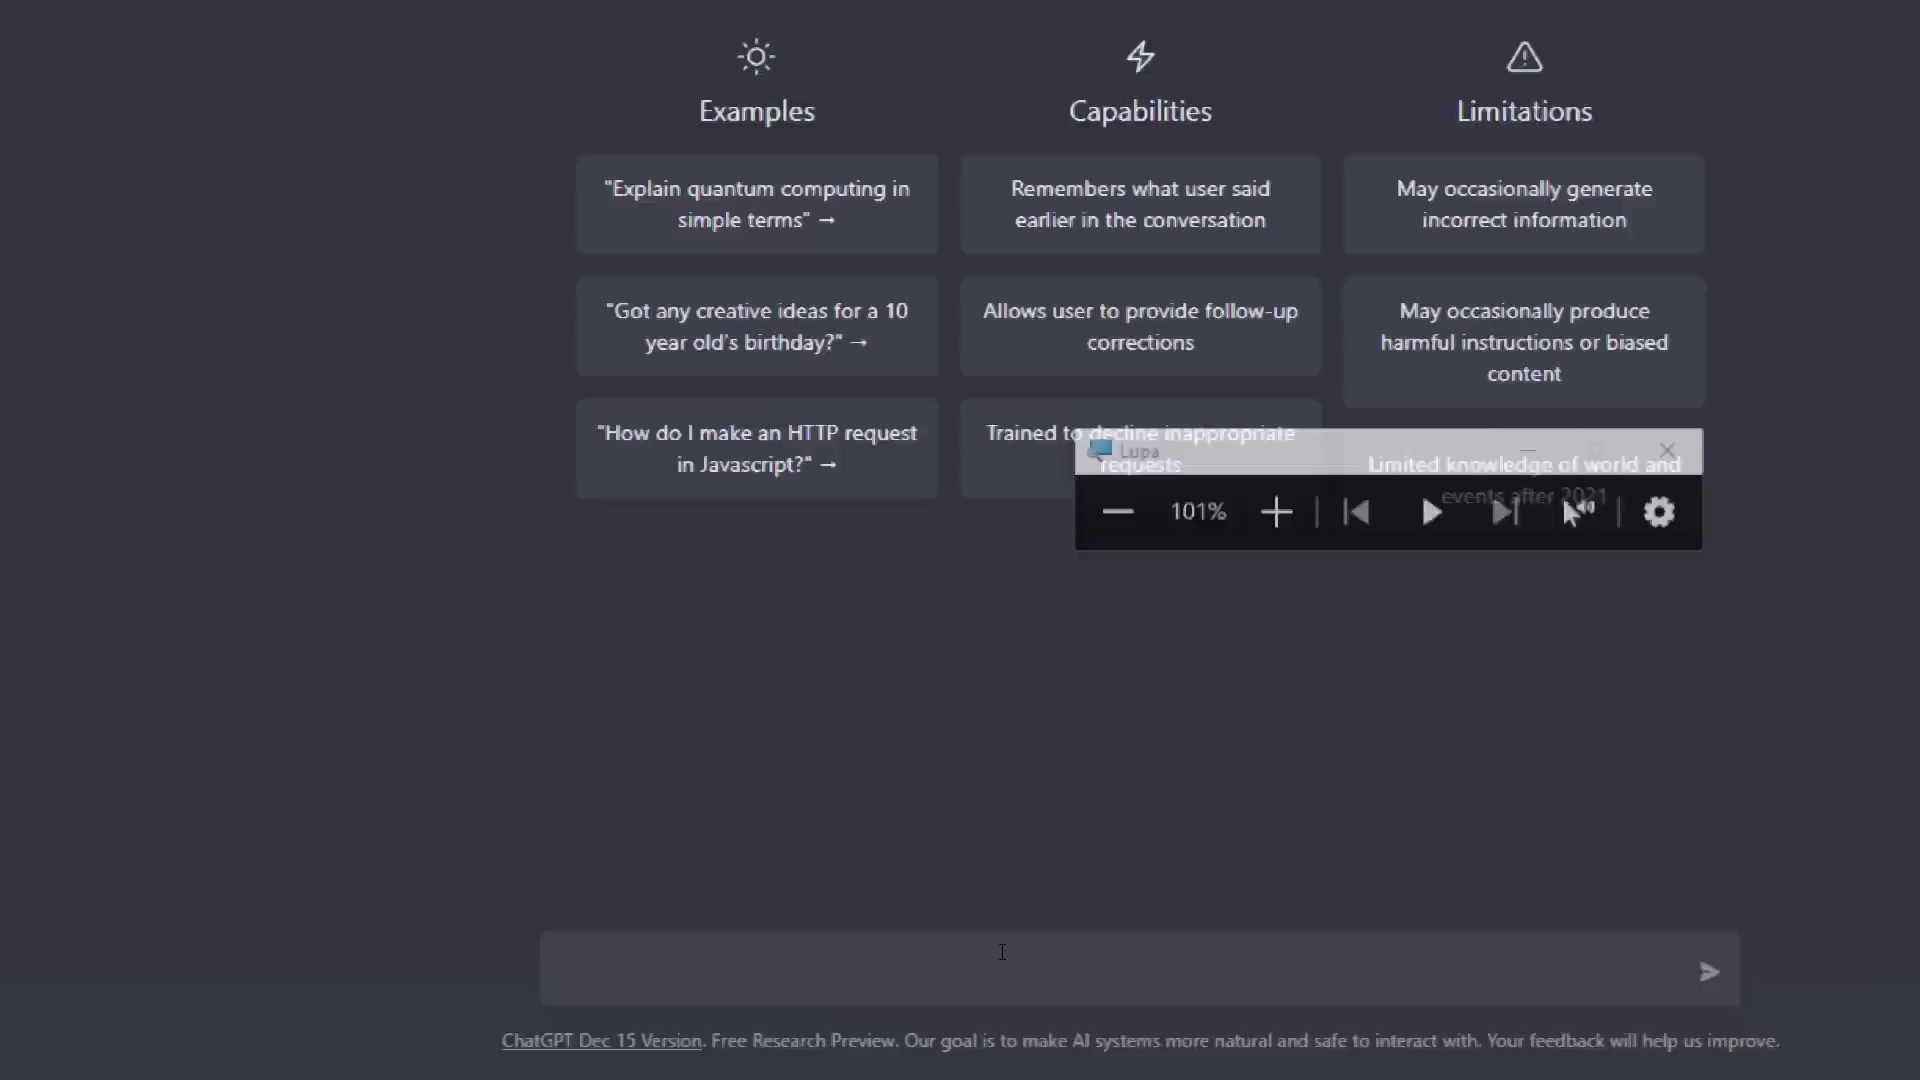 Examples
Capabilities
Limitations
"Explain quantum computing in
simple terms" →
Remembers what user said
earlier in the conversation
May occasionally generate
incorrect information
"Got any creative ideas for a 10
year old's birthday?" →
Allows user to provide follow-up
corrections
May occasionally produce
harmful instructions or biased
content
"How do I make an HTTP request
in Javascript?" →
Trained to decline inappropriate
requests
Limited knowledge of world and
events after 2021
Lupa
101%
ChatGPT Dec 15 Version. Free Research Preview. Our goal is to make AI systems more natural and safe to interact with. Your feedback will help us improve.